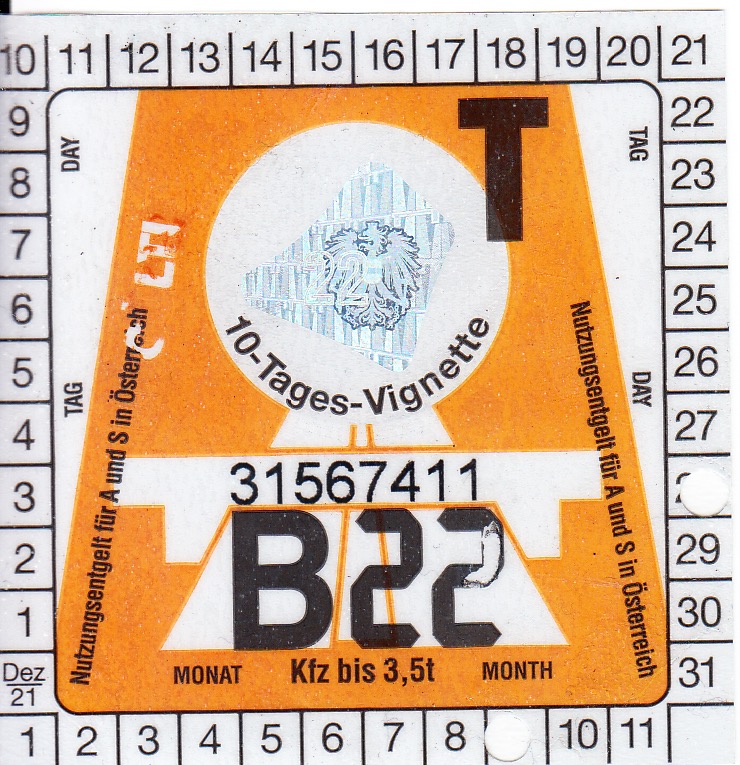 10 11 12 13 14 15 16 17 18 19 20 21
9
8
7
6
5
4
3
2
1
Dez
21
22
23
24
25
26
27
2
29
30
31
DAY
TAG
T
TAG
DAY
10-Tages-Vignette
Nutzungsentgelt für A und S in Österreich
Nutzungsentgelt für A und S in Österreich
31567411
B22
MONAT Kfz bis 3,5t MONTH
1 2 3 4 5 6 7 8 10 11